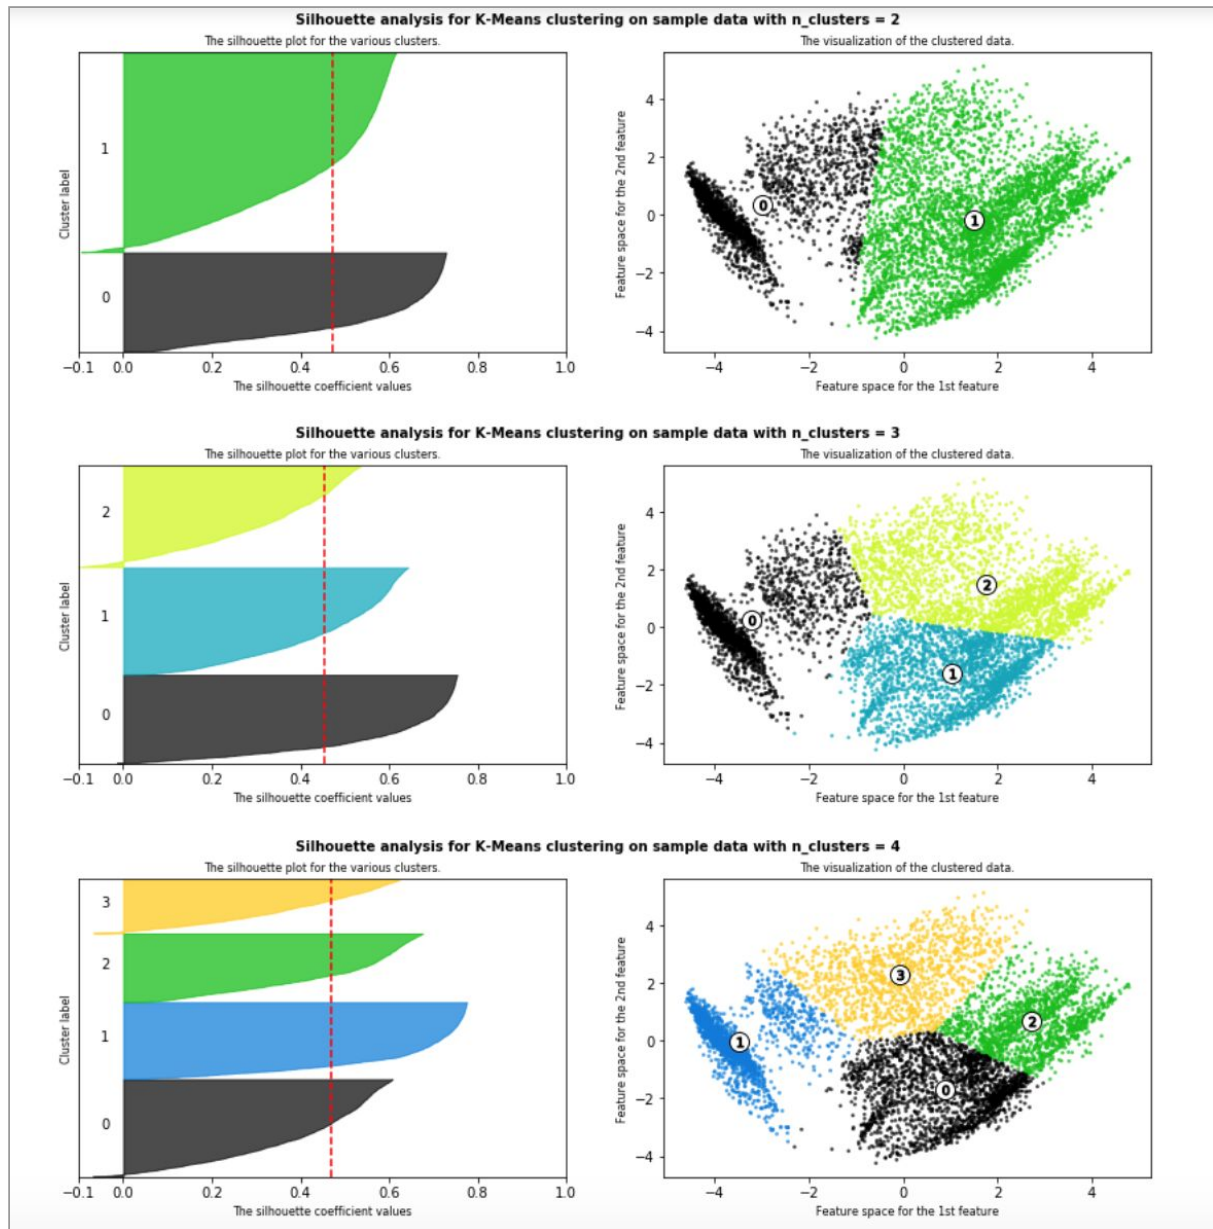 Silhouette analysis for K-Means clustering on sample data with n_clusters = 2
The silhouette plot for the various clusters.
Cluster label
1
0
−0.1 0.0 0.2 0.4 0.6 0.8 1.0
The silhouette coefficient values
The visualization of the clustered data.
Feature space for the 2nd feature
4
2
0
−2
−4
0
1
−4 −2 0 2 4
Feature space for the 1st feature
Silhouette analysis for K-Means clustering on sample data with n_clusters = 3
The silhouette plot for the various clusters.
Cluster label
2
1
0
−0.1 0.0 0.2 0.4 0.6 0.8 1.0
The silhouette coefficient values
The visualization of the clustered data.
Feature space for the 2nd feature
4
2
0
−2
−4
2
0
1
−4 −2 0 2 4
Feature space for the 1st feature
Silhouette analysis for K-Means clustering on sample data with n_clusters = 4
The silhouette plot for the various clusters.
Cluster label
3
2
1
0
−0.1 0.0 0.2 0.4 0.6 0.8 1.0
The silhouette coefficient values
The visualization of the clustered data.
Feature space for the 2nd feature
4
2
0
−2
−4
3
2
1
0
−4 −2 0 2 4
Feature space for the 1st feature